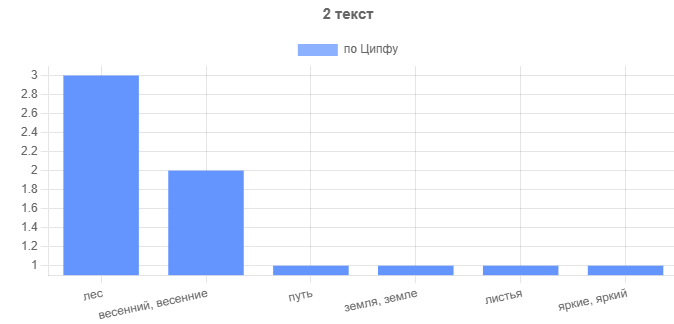 2 текст
по Ципфу
3
2.8
2.6
2.4
2.2
2
1.8
1.6
1.4
1.2
1
лес
весенний, весенние
путь
земля, земле
листья
яркие, яркий